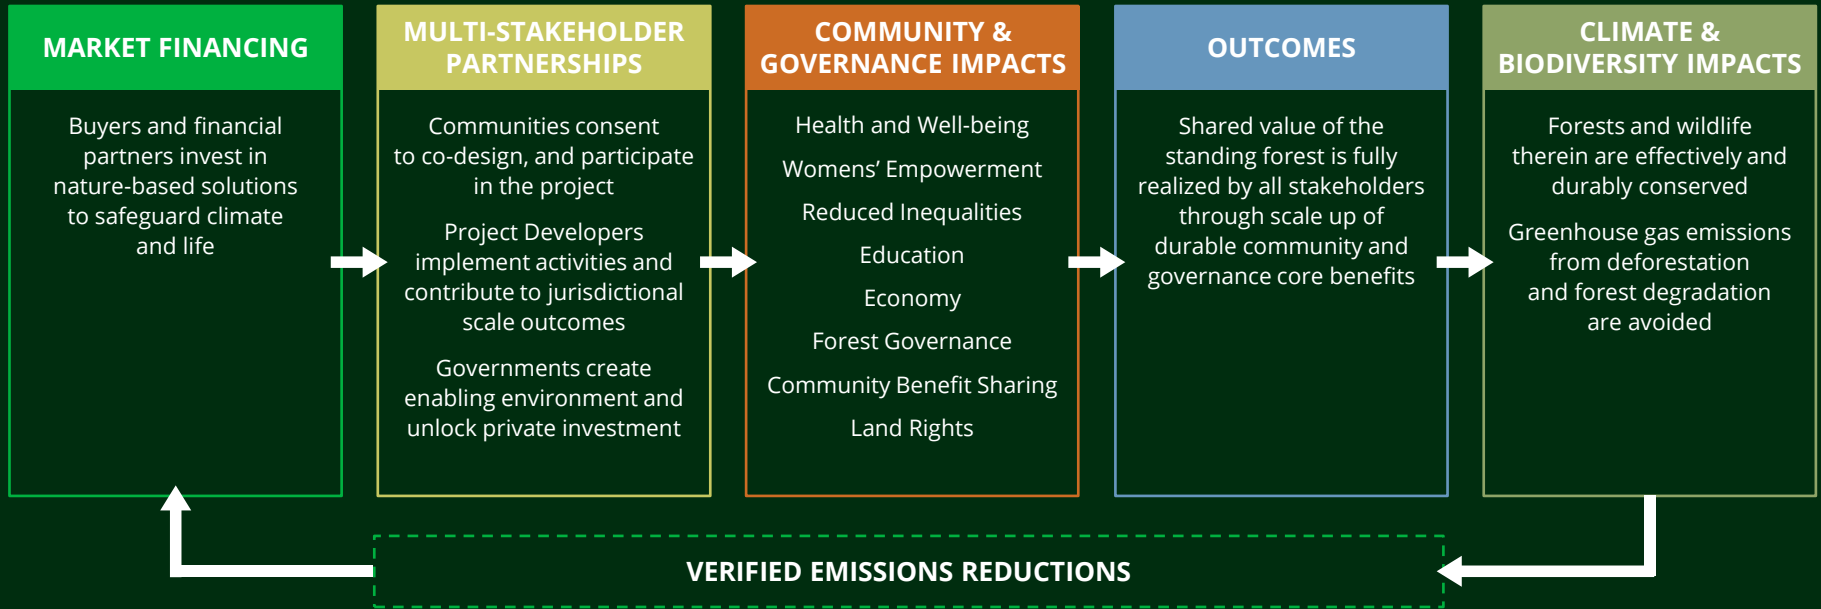 MARKET FINANCING
Buyers and financial
partners invest in
nature-based solutions
to safeguard climate
and life
MULTI-STAKEHOLDER
PARTNERSHIPS
Communities consent
to co-design, and participate
in the project
Project Developers
implement activities and
contribute to jurisdictional
scale outcomes
Governments create
enabling environment and
unlock private investment
COMMUNITY &
GOVERNANCE IMPACTS
Health and Well-being
Womens’ Empowerment
Reduced Inequalities
Education
Economy
Forest Governance
Community Benefit Sharing
Land Rights
OUTCOMES
Shared value of the
standing forest is fully
realized by all stakeholders
through scale up of
durable community and
governance core benefits
CLIMATE &
BIODIVERSITY IMPACTS
Forests and wildlife
therein are effectively and
durably conserved
Greenhouse gas emissions
from deforestation
and forest degradation
are avoided
VERIFIED EMISSIONS REDUCTIONS